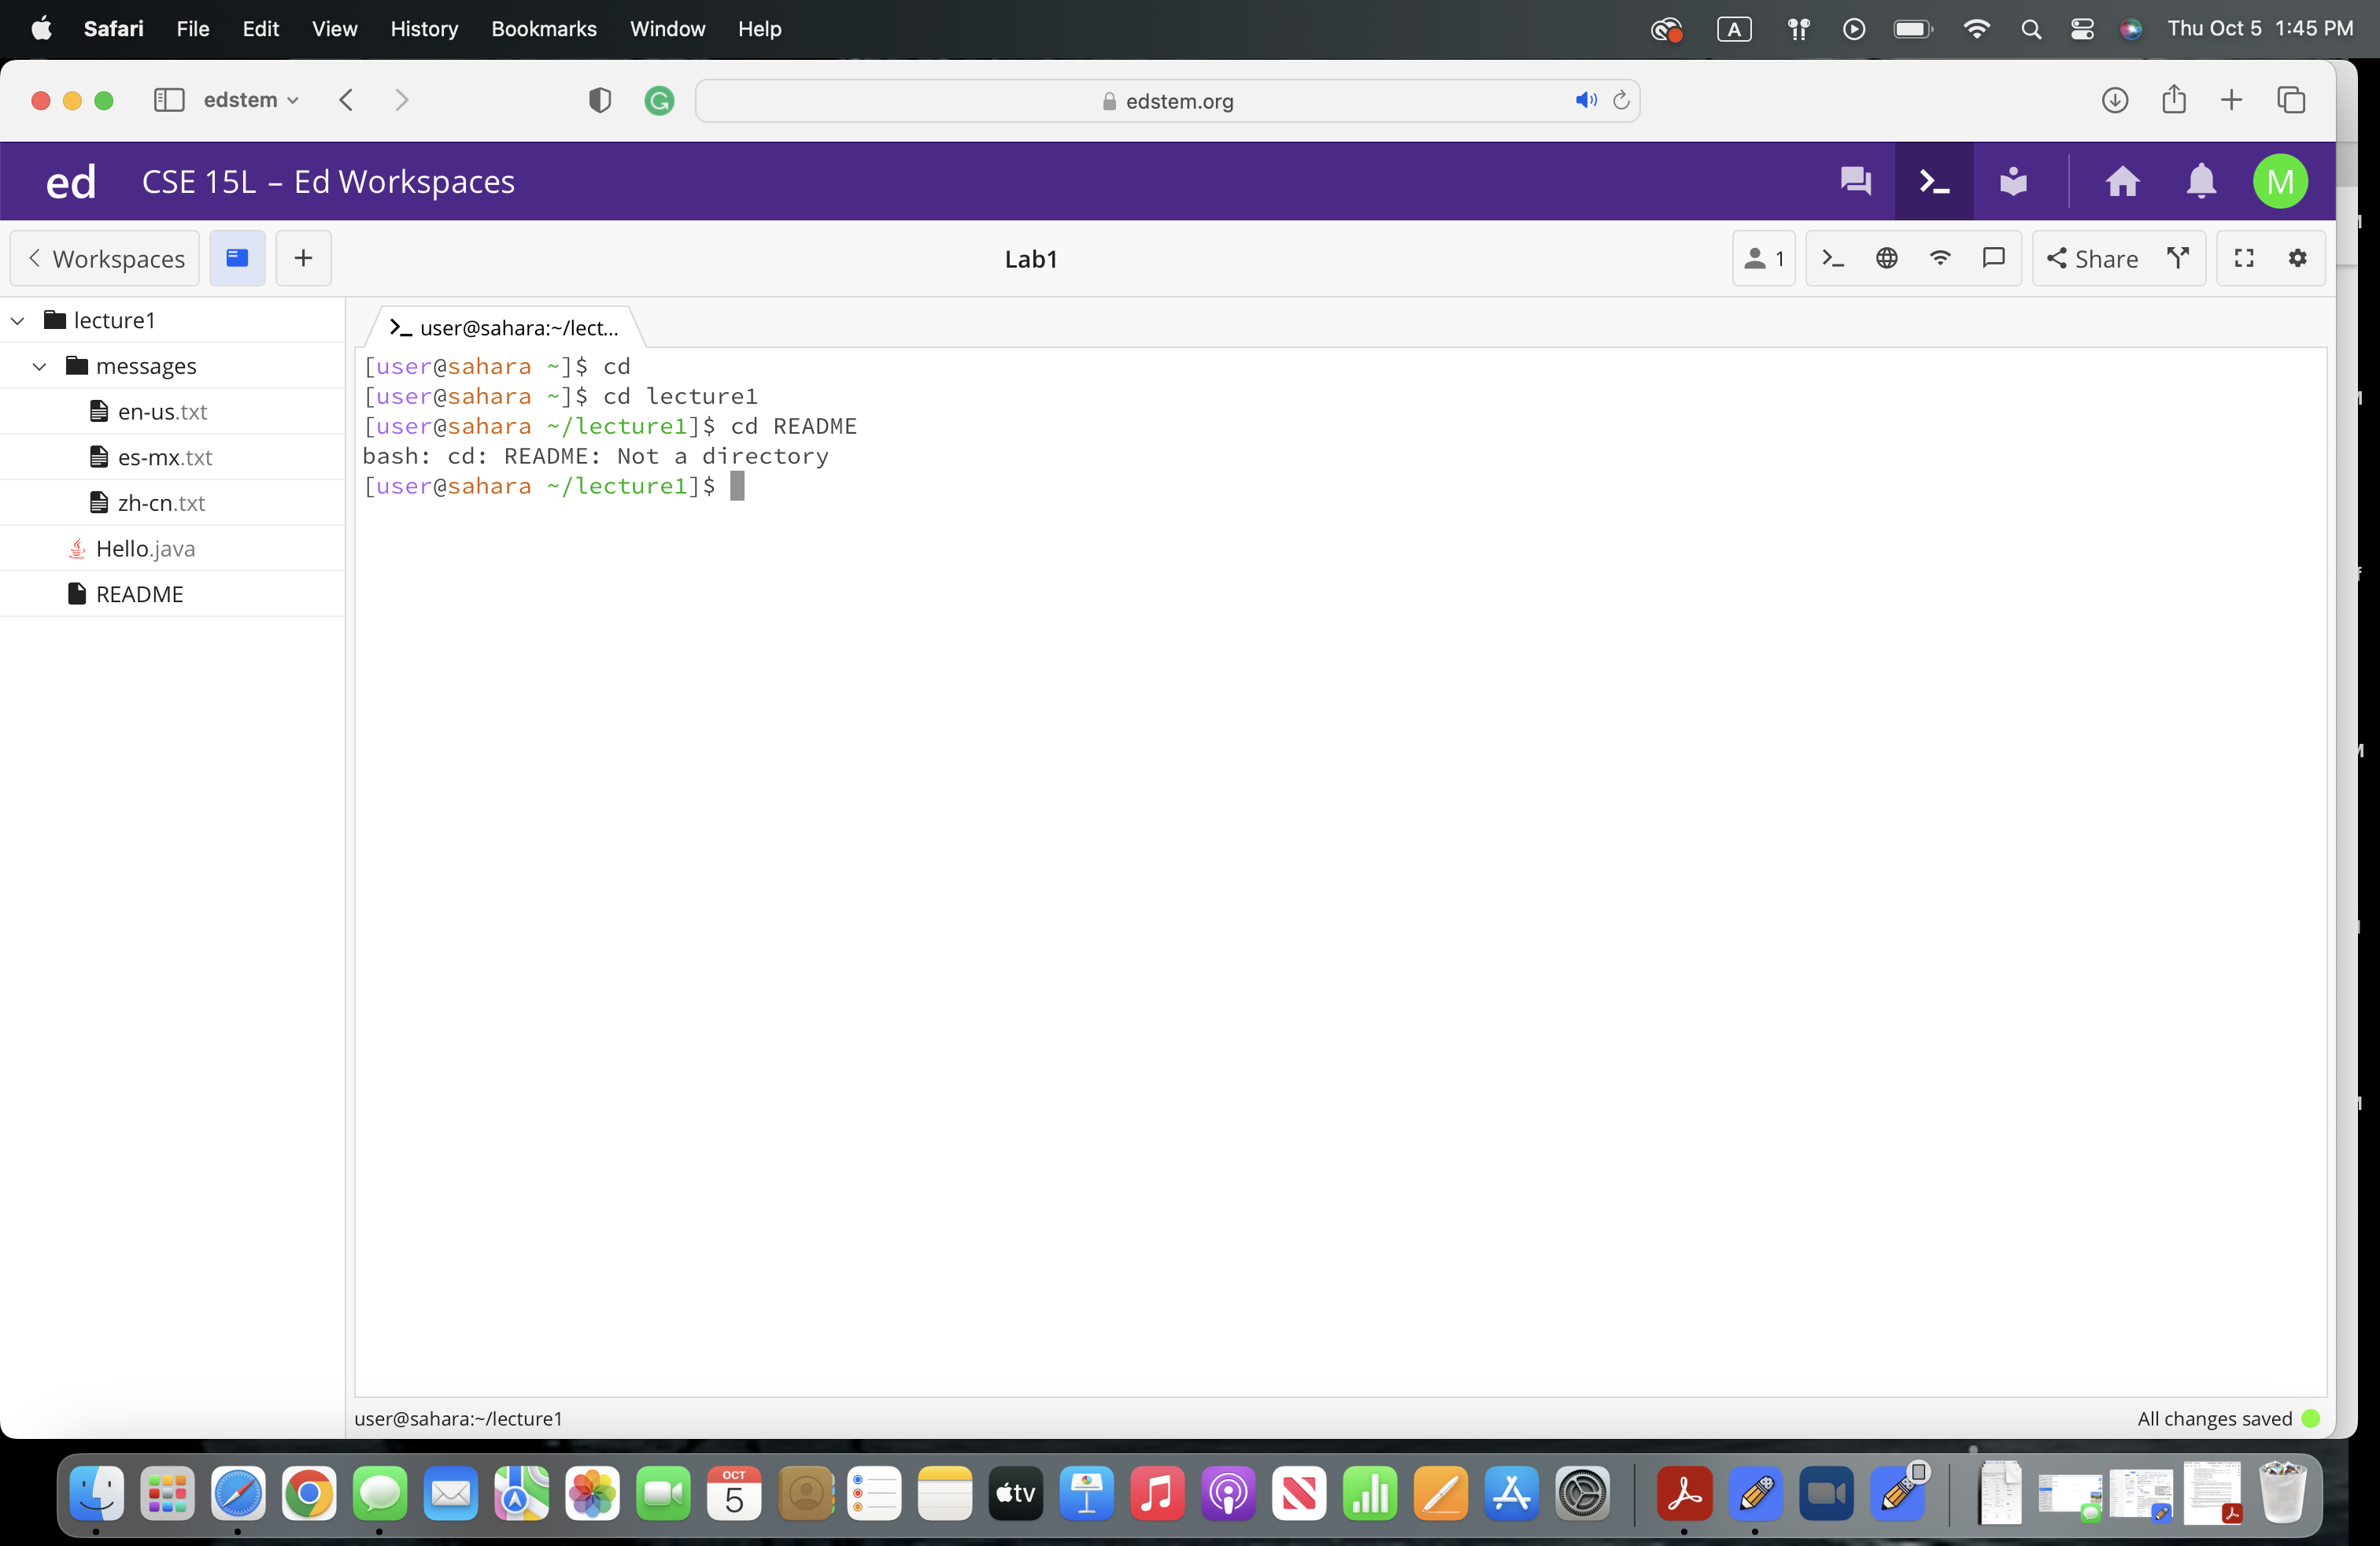 Safari File Edit View History Bookmarks Window Help A Thu Oct 5 1:45 PM
edstem edstem.org
ed CSE 15L – Ed Workspaces M
Workspaces + Lab1 1 Share
lecture1
messages
en-us.txt
es-mx.txt
zh-cn.txt
Hello.java
README
user@sahara:~/lect...
[user@sahara ~]$ cd
[user@sahara ~]$ cd lecture1
[user@sahara ~/lecture1]$ cd README
bash: cd: README: Not a directory
[user@sahara ~/lecture1]$
user@sahara:~/lecture1 All changes saved
OCT
5
tv